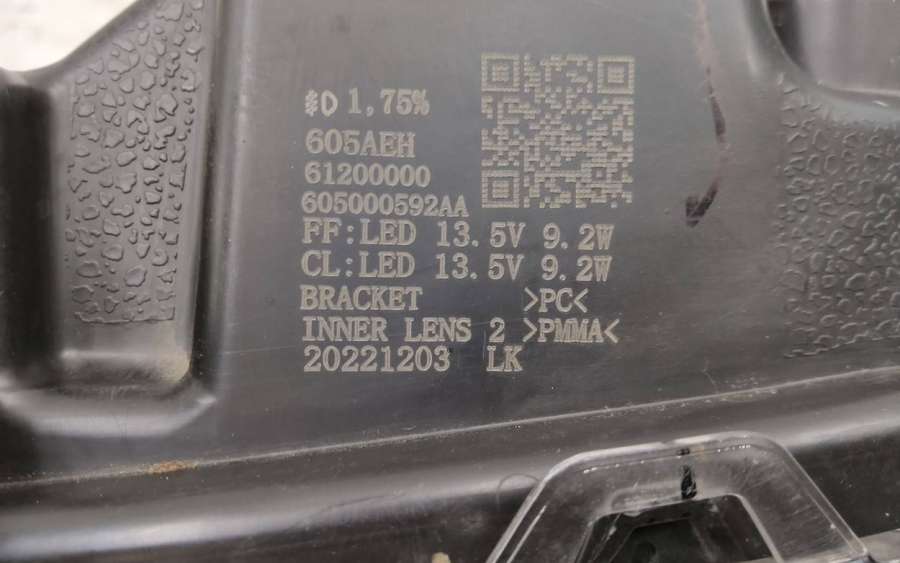 1,75%
605AEH
61200000
605000592AA
FF:LED 13.5V 9.2W
CL:LED 13.5V 9.2W
BRACKET >PC<
INNER LENS 2 >PMMA<
20221203 LK